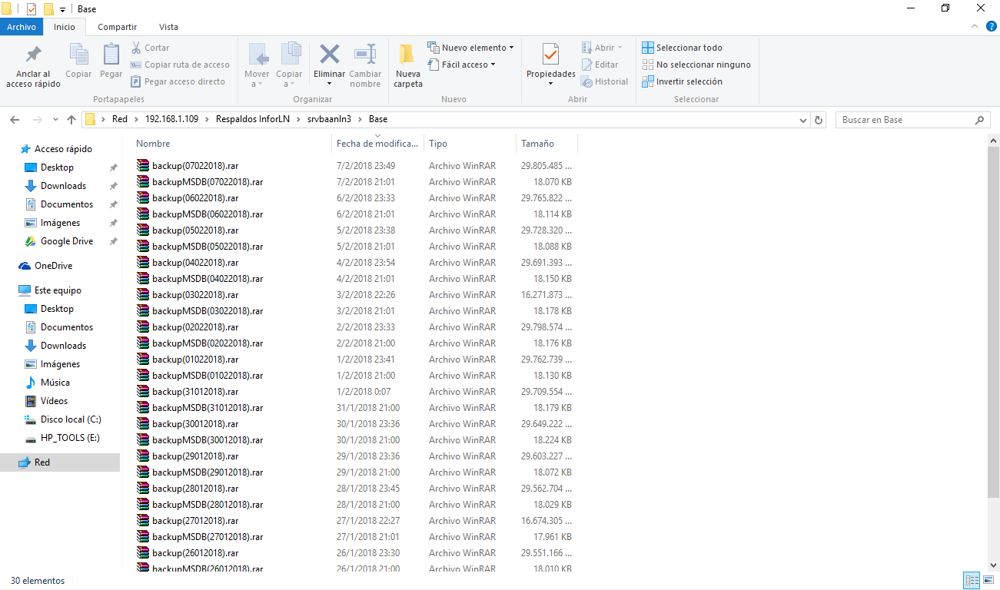 Base
Archivo Inicio Compartir Vista
Anclar al acceso rápido
Copiar
Pegar
Cortar
Copiar ruta de acceso
Pegar acceso directo
Portapapeles
Mover a
Copiar a
Eliminar
Cambiar nombre
Organizar
Nueva carpeta
Nuevo elemento
Fácil acceso
Nuevo
Propiedades
Abrir
Editar
Historial
Abrir
Seleccionar todo
No seleccionar ninguno
Invertir selección
Seleccionar
Red > 192.168.1.109 > Respaldos InforLN > srvbaanln3 > Base
Buscar en Base
Acceso rápido
Desktop
Downloads
Documentos
Imágenes
Google Drive
OneDrive
Este equipo
Desktop
Documentos
Downloads
Imágenes
Música
Vídeos
Disco local (C:)
HP_TOOLS (E:)
Red
Nombre Fecha de modifica... Tipo Tamaño
backup(07022018).rar 7/2/2018 23:49 Archivo WinRAR 29.805.485 ...
backupMSDB(07022018).rar 7/2/2018 21:01 Archivo WinRAR 18.070 KB
backup(06022018).rar 6/2/2018 23:33 Archivo WinRAR 29.765.822 ...
backupMSDB(06022018).rar 6/2/2018 21:01 Archivo WinRAR 18.114 KB
backup(05022018).rar 5/2/2018 23:38 Archivo WinRAR 29.728.320 ...
backupMSDB(05022018).rar 5/2/2018 21:01 Archivo WinRAR 18.088 KB
backup(04022018).rar 4/2/2018 23:54 Archivo WinRAR 29.691.393 ...
backupMSDB(04022018).rar 4/2/2018 21:01 Archivo WinRAR 18.150 KB
backup(03022018).rar 3/2/2018 22:26 Archivo WinRAR 16.271.873 ...
backupMSDB(03022018).rar 3/2/2018 21:01 Archivo WinRAR 18.178 KB
backup(02022018).rar 2/2/2018 23:33 Archivo WinRAR 29.798.574 ...
backupMSDB(02022018).rar 2/2/2018 21:00 Archivo WinRAR 18.176 KB
backup(01022018).rar 1/2/2018 23:41 Archivo WinRAR 29.762.739 ...
backupMSDB(01022018).rar 1/2/2018 21:00 Archivo WinRAR 18.130 KB
backup(31012018).rar 1/2/2018 0:07 Archivo WinRAR 29.709.554 ...
backupMSDB(31012018).rar 31/1/2018 21:00 Archivo WinRAR 18.179 KB
backup(30012018).rar 30/1/2018 23:36 Archivo WinRAR 29.649.222 ...
backupMSDB(30012018).rar 30/1/2018 21:00 Archivo WinRAR 18.224 KB
backup(29012018).rar 29/1/2018 23:36 Archivo WinRAR 29.603.227 ...
backupMSDB(29012018).rar 29/1/2018 21:00 Archivo WinRAR 18.072 KB
backup(28012018).rar 28/1/2018 23:45 Archivo WinRAR 29.562.704 ...
backupMSDB(28012018).rar 28/1/2018 21:00 Archivo WinRAR 18.029 KB
backup(27012018).rar 27/1/2018 22:27 Archivo WinRAR 16.674.305 ...
backupMSDB(27012018).rar 27/1/2018 21:01 Archivo WinRAR 17.961 KB
backup(26012018).rar 26/1/2018 23:30 Archivo WinRAR 29.551.166 ...
backupMSDB(26012018).rar 26/1/2018 21:00 Archivo WinRAR 18.010 KB
30 elementos